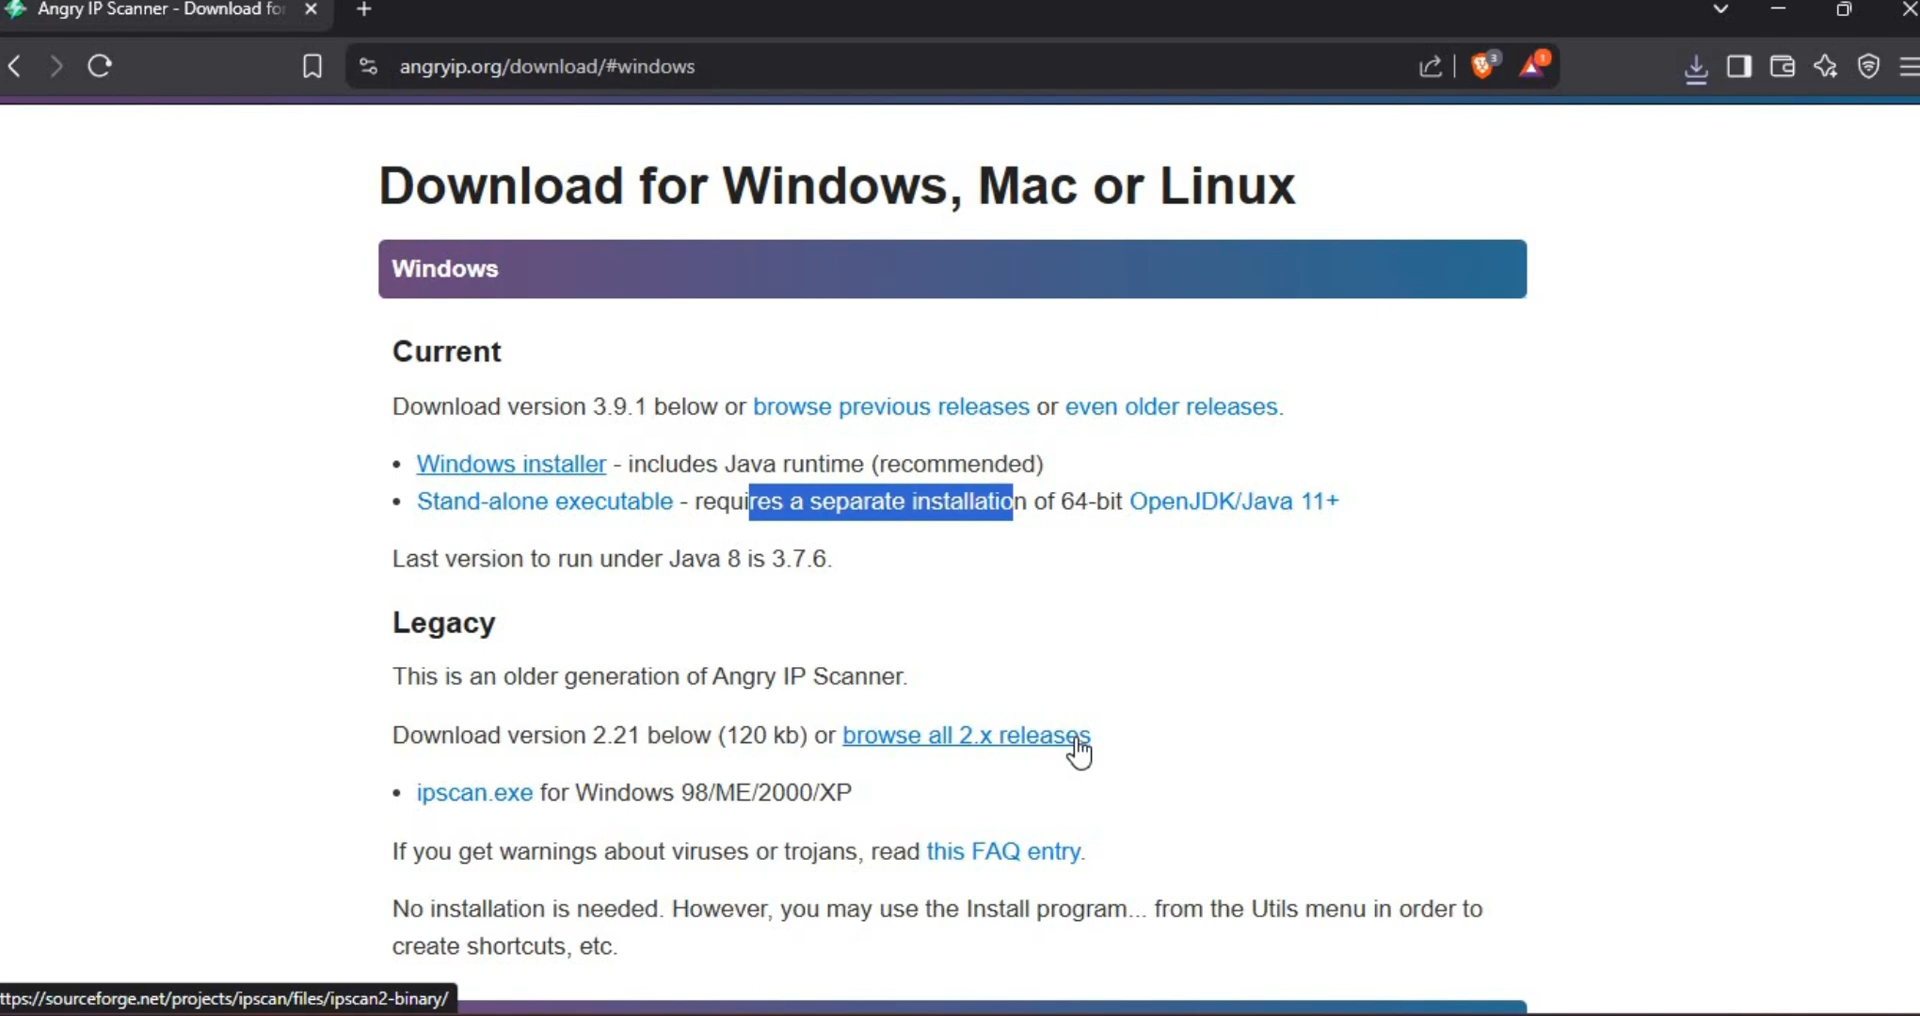 Angry IP Scanner - Download for
angryip.org/download/#windows
3
1
Download for Windows, Mac or Linux
Windows
Current
Download version 3.9.1 below or browse previous releases or even older releases.
• Windows installer - includes Java runtime (recommended)
• Stand-alone executable - requires a separate installation of 64-bit OpenJDK/Java 11+
Last version to run under Java 8 is 3.7.6.
Legacy
This is an older generation of Angry IP Scanner.
Download version 2.21 below (120 kb) or browse all 2.x releases
• ipscan.exe for Windows 98/ME/2000/XP
If you get warnings about viruses or trojans, read this FAQ entry.
No installation is needed. However, you may use the Install program... from the Utils menu in order to
create shortcuts, etc.
ttps://sourceforge.net/projects/ipscan/files/ipscan2-binary/